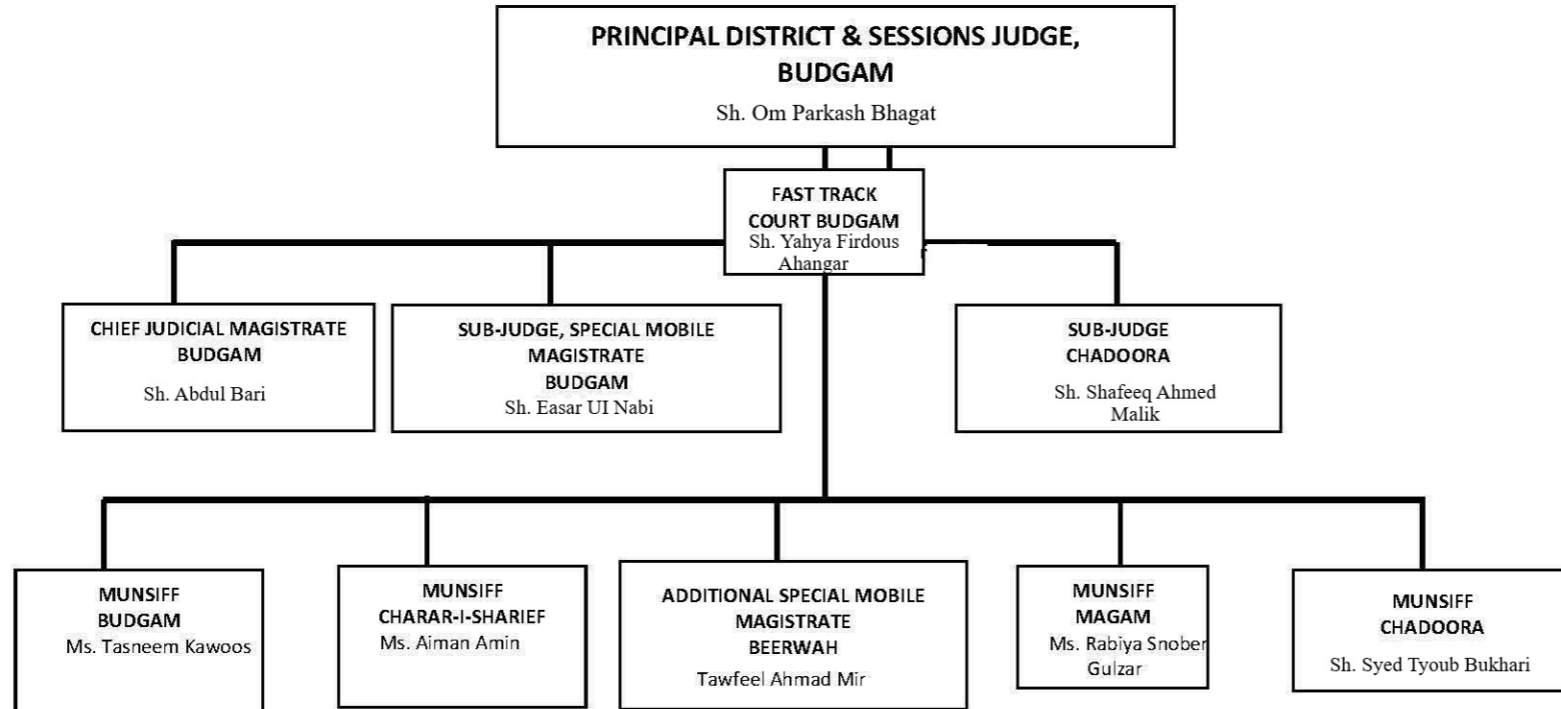 PRINCIPAL DISTRICT & SESSIONS JUDGE,
BUDGAM
Sh. Om Parkash Bhagat
FAST TRACK
COURT BUDGAM
Sh. Yahya Firdous
Ahangar
CHIEF JUDICIAL MAGISTRATE
BUDGAM
Sh. Abdul Bari
SUB-JUDGE, SPECIAL MOBILE
MAGISTRATE
BUDGAM
Sh. Easar UI Nabi
SUB-JUDGE
CHADOORA
Sh. Shafeeq Ahmed
Malik
MUNSIFF
BUDGAM
Ms. Tasneem Kawoos
MUNSIFF
CHARAR-I-SHARIEF
Ms. Aiman Amin
ADDITIONAL SPECIAL MOBILE
MAGISTRATE
BEERWAH
Tawfeel Ahmad Mir
MUNSIFF
MAGAM
Ms. Rabiya Snober
Gulzar
MUNSIFF
CHADOORA
Sh. Syed Tyoub Bukhari